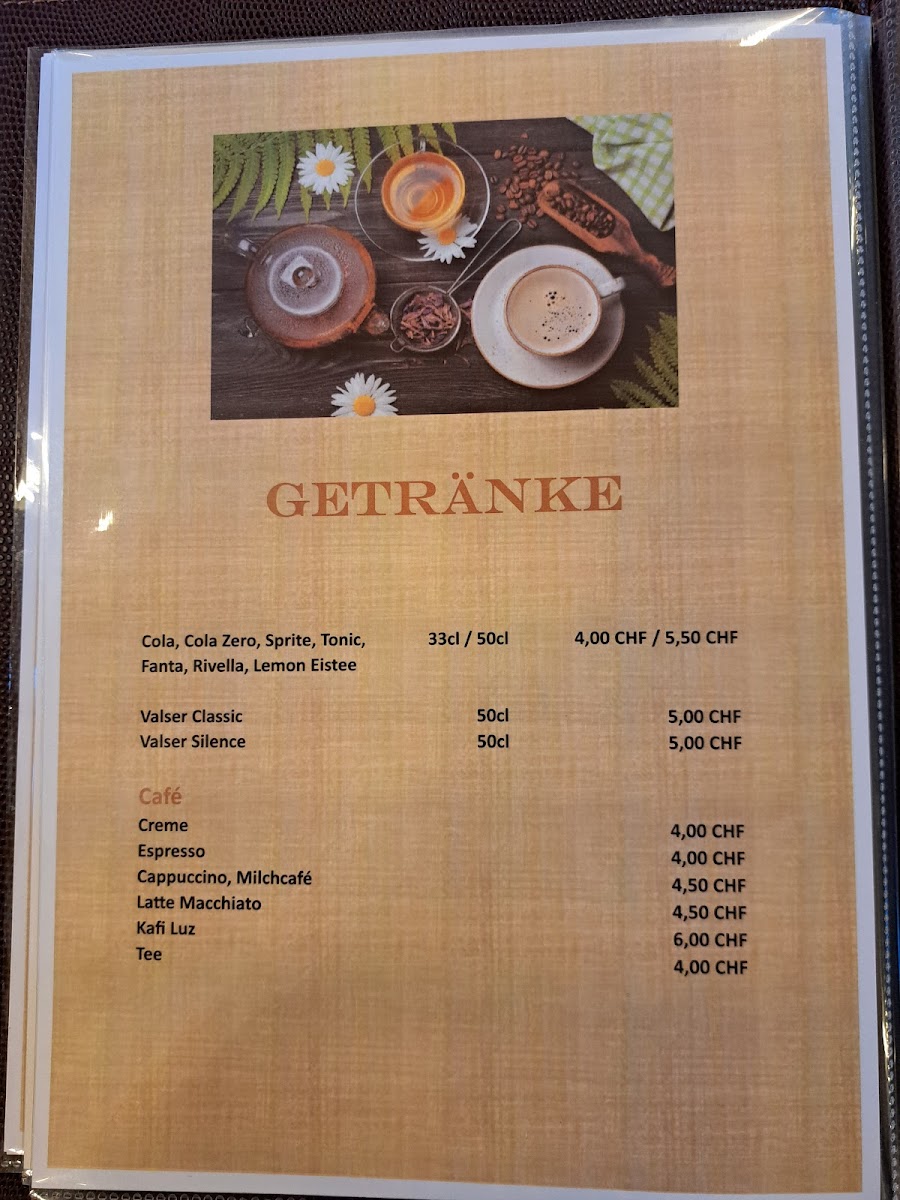 GETRÄNKE
Cola, Cola Zero, Sprite, Tonic, 33cl / 50cl 4,00 CHF / 5,50 CHF
Fanta, Rivella, Lemon Eistee
Valser Classic 50cl 5,00 CHF
Valser Silence 50cl 5,00 CHF
Café
Creme 4,00 CHF
Espresso 4,00 CHF
Cappuccino, Milchcafé 4,50 CHF
Latte Macchiato 4,50 CHF
Kafi Luz 6,00 CHF
Tee 4,00 CHF